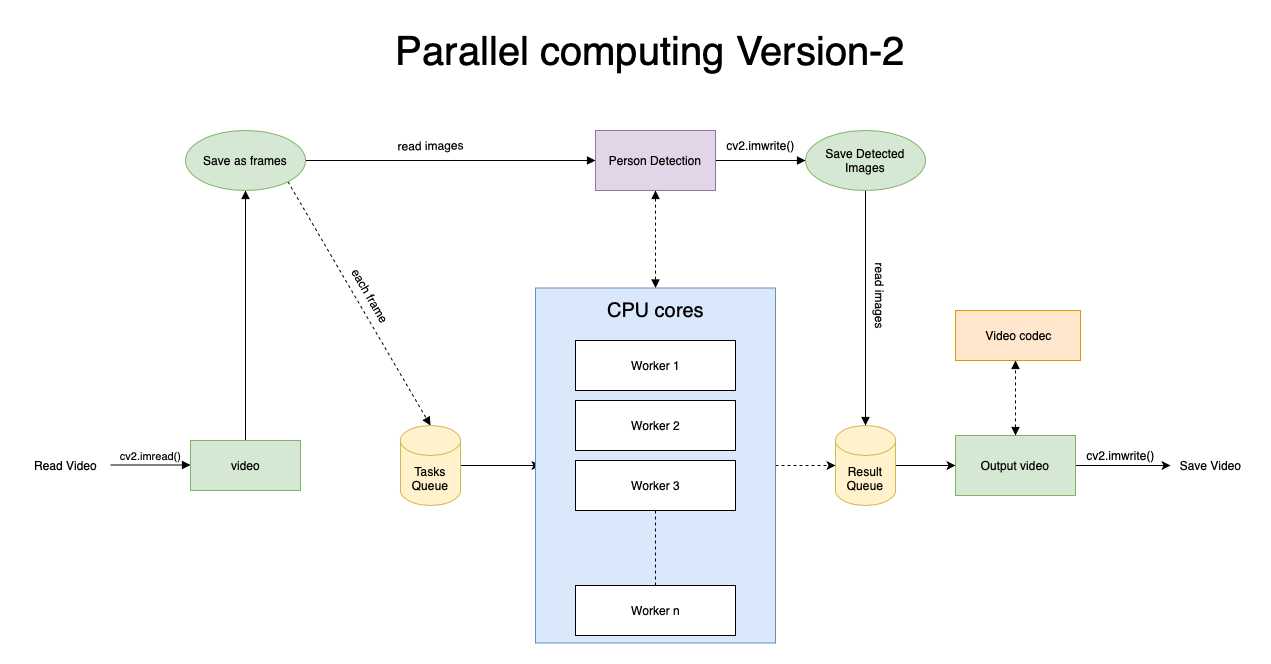 Parallel computing Version-2
Save as frames
read images
Person Detection
cv2.imwrite()
Save Detected
Images
each frame
read images
CPU cores
Worker 1
Worker 2
Worker 3
Worker n
Video codec
Read Video
cv2.imread()
video
Tasks
Queue
Result
Queue
Output video
cv2.imwrite()
Save Video